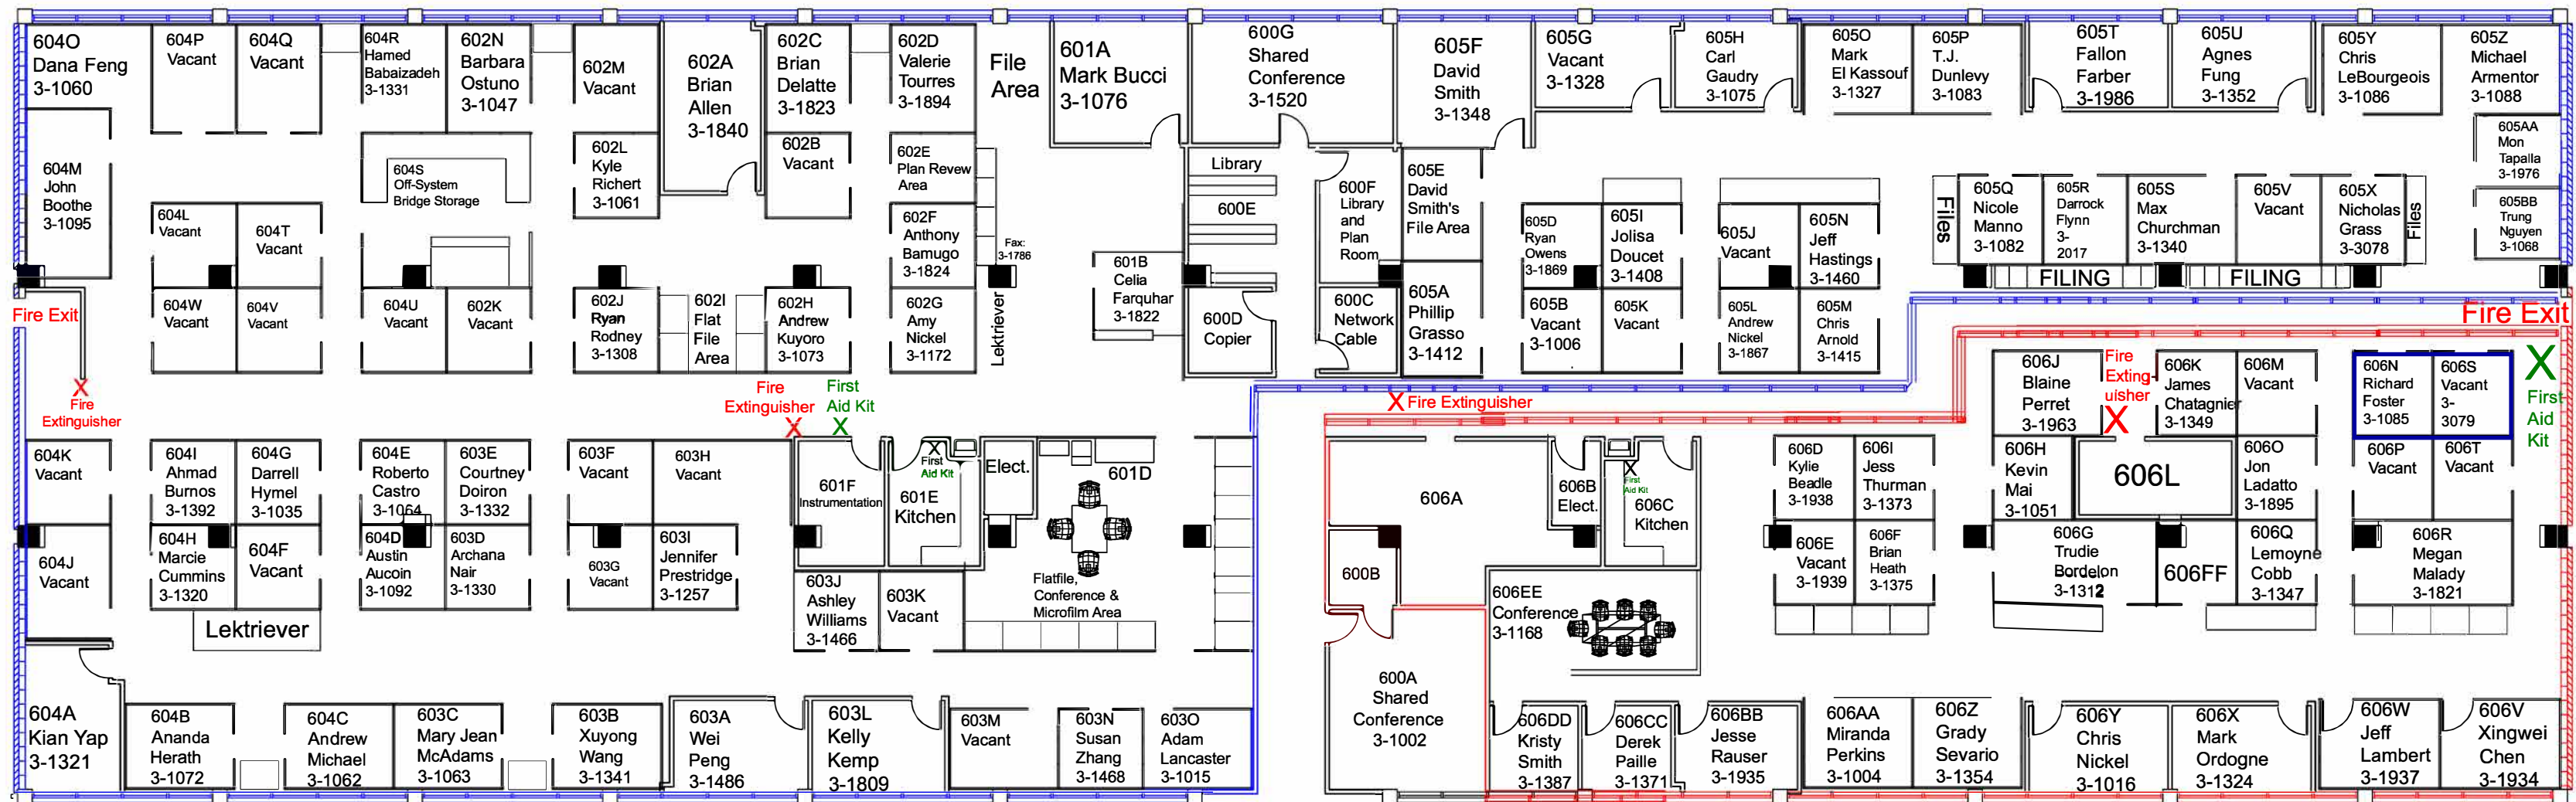 604O
Dana Feng
3-1060
604P
Vacant
604Q
Vacant
604R
Hamed
Babaizadeh
3-1331
602N
Barbara
Ostuno
3-1047
602M
Vacant
602A
Brian
Allen
3-1840
602C
Brian
Delatte
3-1823
602D
Valerie
Tourres
3-1894
File
Area
601A
Mark Bucci
3-1076
600G
Shared
Conference
3-1520
605F
David
Smith
3-1348
605G
Vacant
3-1328
605H
Carl
Gaudry
3-1075
605O
Mark
El Kassouf
3-1327
605P
T.J.
Dunlevy
3-1083
605T
Fallon
Farber
3-1986
605U
Agnes
Fung
3-1352
605Y
Chris
LeBourgeois
3-1086
605Z
Michael
Armentor
3-1088
604M
John
Boothe
3-1095
604S
Off-System
Bridge Storage
602L
Kyle
Richert
3-1061
602B
Vacant
602E
Plan Revew
Area
Library
600E
600F
Library
and
Plan
Room
605E
David
Smith's
File Area
605AA
Mon
Tapalla
3-1976
604L
Vacant
604T
Vacant
602F
Anthony
Bamugo
3-1824
Fax:
3-1786
601B
Celia
Farquhar
3-1822
605D
Ryan
Owens
3-1869
605I
Jolisa
Doucet
3-1408
605J
Vacant
605N
Jeff
Hastings
3-1460
Files
605Q
Nicole
Manno
3-1082
605R
Darrock
Flynn
3-
2017
605S
Max
Churchman
3-1340
605V
Vacant
605X
Nicholas
Grass
3-3078
Files
605BB
Trung
Nguyen
3-1068
FILING
FILING
Fire Exit
604W
Vacant
604V
Vacant
604U
Vacant
602K
Vacant
602J
Ryan
Rodney
3-1308
602I
Flat
File
Area
602H
Andrew
Kuyoro
3-1073
602G
Amy
Nickel
3-1172
Lektriever
600D
Copier
600C
Network
Cable
605A
Phillip
Grasso
3-1412
605B
Vacant
3-1006
605K
Vacant
605L
Andrew
Nickel
3-1867
605M
Chris
Arnold
3-1415
Fire Exit
X
Fire
Extinguisher
Fire
Extinguisher
X
First
Aid Kit
X
X Fire Extinguisher
606J
Blaine
Perret
3-1963
Fire
Exting-
uisher
X
606K
James
Chatagnier
3-1349
606M
Vacant
606N
Richard
Foster
3-1085
606S
Vacant
3-
3079
X
First
Aid
Kit
604K
Vacant
604I
Ahmad
Burnos
3-1392
604G
Darrell
Hymel
3-1035
604E
Roberto
Castro
3-1064
603E
Courtney
Doiron
3-1332
603F
Vacant
603H
Vacant
601F
Instrumentation
X
First
Aid Kit
601E
Kitchen
Elect.
601D
606A
606B
Elect.
X
First
Aid Kit
606C
Kitchen
606D
Kylie
Beadle
3-1938
606I
Jess
Thurman
3-1373
606H
Kevin
Mai
3-1051
606L
606O
Jon
Ladatto
3-1895
606P
Vacant
606T
Vacant
604J
Vacant
604H
Marcie
Cummins
3-1320
604F
Vacant
604D
Austin
Aucoin
3-1092
603D
Archana
Nair
3-1330
603G
Vacant
603I
Jennifer
Prestridge
3-1257
603J
Ashley
Williams
3-1466
603K
Vacant
Flatfile,
Conference &
Microfilm Area
600B
606EE
Conference
3-1168
606E
Vacant
3-1939
606F
Brian
Heath
3-1375
606G
Trudie
Bordelon
3-1312
606FF
606Q
Lemoyne
Cobb
3-1347
606R
Megan
Malady
3-1821
Lektriever
604A
Kian Yap
3-1321
604B
Ananda
Herath
3-1072
604C
Andrew
Michael
3-1062
603C
Mary Jean
McAdams
3-1063
603B
Xuyong
Wang
3-1341
603A
Wei
Peng
3-1486
603L
Kelly
Kemp
3-1809
603M
Vacant
603N
Susan
Zhang
3-1468
603O
Adam
Lancaster
3-1015
600A
Shared
Conference
3-1002
606DD
Kristy
Smith
3-1387
606CC
Derek
Paille
3-1371
606BB
Jesse
Rauser
3-1935
606AA
Miranda
Perkins
3-1004
606Z
Grady
Sevario
3-1354
606Y
Chris
Nickel
3-1016
606X
Mark
Ordogne
3-1324
606W
Jeff
Lambert
3-1937
606V
Xingwei
Chen
3-1934